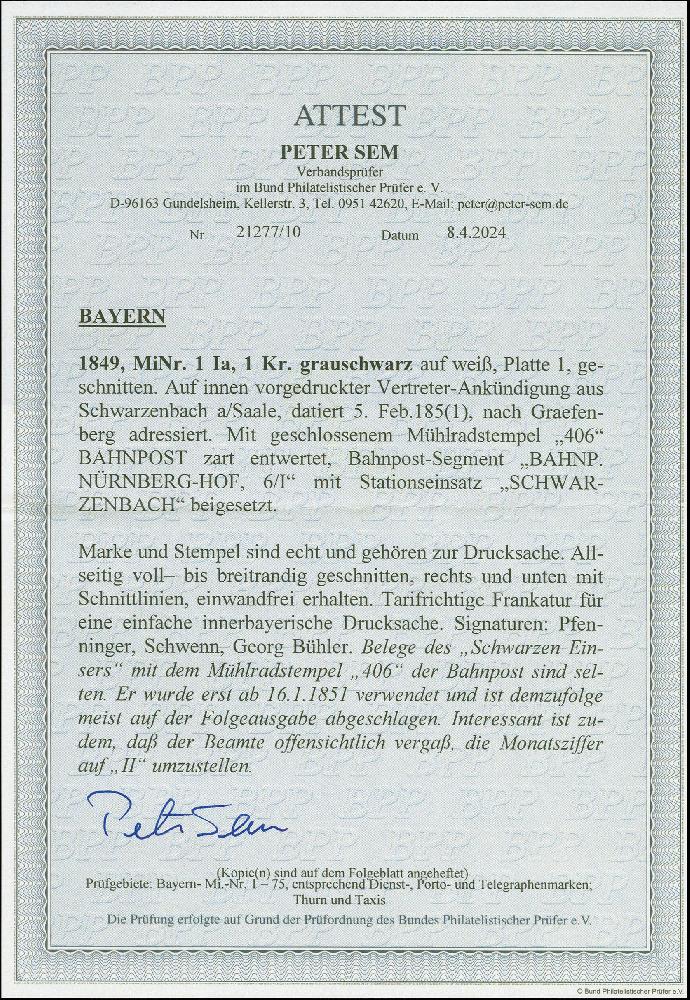 ATTEST
PETER SEM
Verbandsprüfer
im Bund Philatelistischer Prüfer e. V.
D-96163 Gundelsheim, Kellerstr. 3, Tel. 0951 42620, E-Mail: peter@peter-sem.de
Nr 21277/10 Datum 8.4.2024
BAYERN
1849, MiNr. 1 Ia, 1 Kr. grauschwarz auf weiß, Platte 1, ge-
schnitten. Auf innen vorgedruckter Vertreter-Ankündigung aus
Schwarzenbach a/Saale, datiert 5. Feb.185(1), nach Graefen-
berg adressiert. Mit geschlossenem Mühlradstempel „406“
BAHNPOST zart entwertet, Bahnpost-Segment „BAHNP.
NÜRNBERG-HOF, 6/I“ mit Stationseinsatz „SCHWAR-
ZENBACH“ beigesetzt.
Marke und Stempel sind echt und gehören zur Drucksache. All-
seitig voll– bis breitrandig geschnitten, rechts und unten mit
Schnittlinien, einwandfrei erhalten. Tarifrichtige Frankatur für
eine einfache innerbayerische Drucksache. Signaturen: Pfen-
ninger, Schwenn, Georg Bühler. Belege des „Schwarzen Ein-
sers“ mit dem Mühlradstempel „406“ der Bahnpost sind sel-
ten. Er wurde erst ab 16.1.1851 verwendet und ist demzufolge
meist auf der Folgeausgabe abgeschlagen. Interessant ist zu-
dem, daß der Beamte offensichtlich vergaß, die Monatsziffer
auf „II“ umzustellen.
Peter Sem
(Kopie(n) sind auf dem Folgeblatt angeheftet)
Prüfgebiete: Bayern- Mi.-Nr. 1 – 75, entsprechend Dienst-, Porto- und Telegraphenmarken;
Thurn und Taxis
Die Prüfung erfolgte auf Grund der Prüfordnung des Bundes Philatelistischer Prüfer e.V.
© Bund Philatelistischer Prüfer e.V.